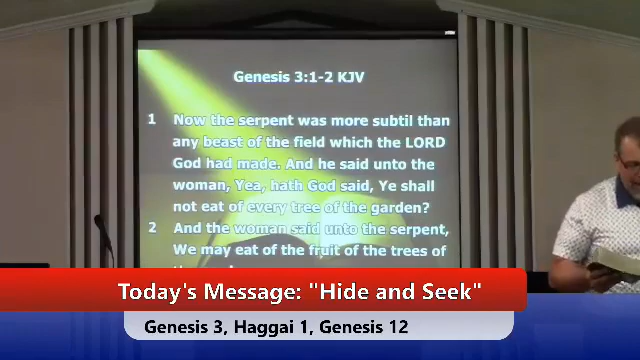 Genesis 3:1-2 KJV
1 Now the serpent was more subtil than
any beast of the field which the LORD
God had made. And he said unto the
woman, Yea, hath God said, Ye shall
not eat of every tree of the garden?
2 And the woman said unto the serpent,
We may eat of the fruit of the trees of
Today's Message: "Hide and Seek"
Genesis 3, Haggai 1, Genesis 12